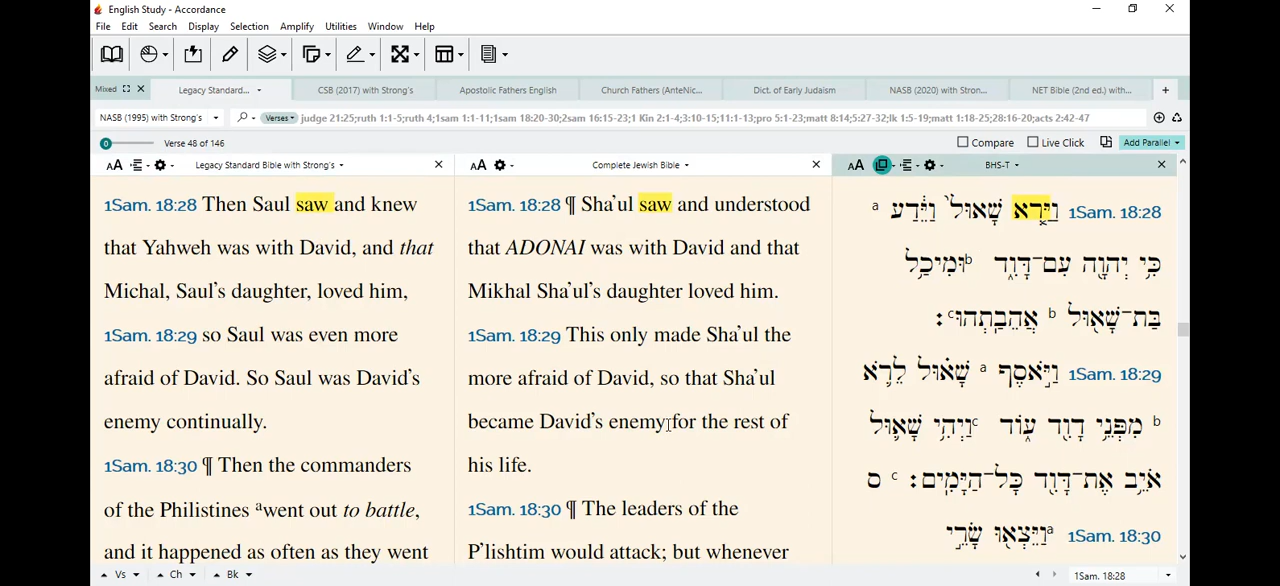 English Study - Accordance
File Edit Search Display Selection Amplify Utilities Window Help
Mixed Legacy Standard... CSB (2017) with Strong's Apostolic Fathers English Church Fathers (AnteNic... Dict. of Early Judaism NASB (2020) with Stron... NET Bible (2nd ed.) with... +
NASB (1995) with Strong's Verses judge 21:25;ruth 1:1-5;ruth 4;1sam 1:1-11;1sam 18:20-30;2sam 16:15-23;1 Kin 2:1-4;3:10-15;11:1-13;pro 5:1-23;matt 8:14;5:27-32;lk 1:5-19;matt 1:18-25;28:16-20;acts 2:42-47
0 Verse 48 of 146 Compare Live Click Add Parallel
AA Legacy Standard Bible with Strong's
1Sam. 18:28 Then Saul saw and knew
that Yahweh was with David, and that
Michal, Saul's daughter, loved him,
1Sam. 18:29 so Saul was even more
afraid of David. So Saul was David's
enemy continually.
1Sam. 18:30 ¶ Then the commanders
of the Philistines ᵃwent out to battle,
and it happened as often as they went
AA Complete Jewish Bible
1Sam. 18:28 ¶ Sha'ul saw and understood
that ADONAI was with David and that
Mikhal Sha'ul's daughter loved him.
1Sam. 18:29 This only made Sha'ul the
more afraid of David, so that Sha'ul
became David's enemy for the rest of
his life.
1Sam. 18:30 ¶ The leaders of the
P'lishtim would attack; but whenever
AA BHS-T
1Sam. 18:28 וַיַּ֣רְא שָׁא֔וּל וַיֵּ֕דַע ᵃ
כִּ֥י יְהוָ֖ה עִם־דָּוִ֑ד ᵇוּמִיכַ֥ל
בַּת־שָׁא֖וּל ᵇ אֲהֵבַֽתְהוּ׃ᶜ
1Sam. 18:29 וַיֹּ֣אסֶף ᵃ שָׁא֗וּל לֵרֹ֛א
ᵇ מִפְּנֵ֥י דָוִ֖ד ע֑וֹד ᶜוַיְהִ֥י שָׁא֛וּל
אֹיֵ֥ב אֶת־דָּוִ֖ד כָּל־הַיָּמִֽים׃ ᶜ ס
1Sam. 18:30 ᵃוַיֵּצְא֖וּ שָׂרֵ֣י
Vs Ch Bk 1Sam. 18:28